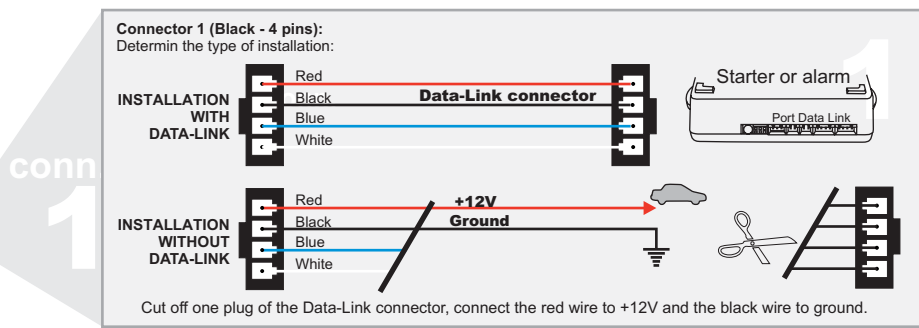 Connector 1 (Black - 4 pins):
Determin the type of installation:
1
Red
Black
Blue
White
INSTALLATION
WITH
DATA-LINK
Data-Link connector
Starter or alarm
Port Data Link
conn.
1
Red
Black
Blue
White
INSTALLATION
WITHOUT
DATA-LINK
+12V
Ground
Cut off one plug of the Data-Link connector, connect the red wire to +12V and the black wire to ground.